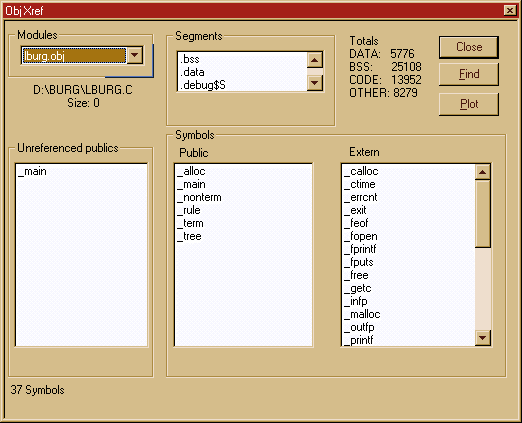 ObjXref
Modules
lburg.obj
D:\BURG\LBURG.C
Size: 0
Segments
.bss
.data
.debug$S
Totals
DATA: 5776
BSS: 25108
CODE: 13952
OTHER: 8279
Close
Find
Plot
Unreferenced publics
_main
Symbols
Public
_alloc
_main
_nonterm
_rule
_term
_tree
Extern
_calloc
_ctime
_errcnt
_exit
_feof
_fopen
_fprintf
_fputs
_free
_getc
_infp
_malloc
_outfp
_printf
37 Symbols